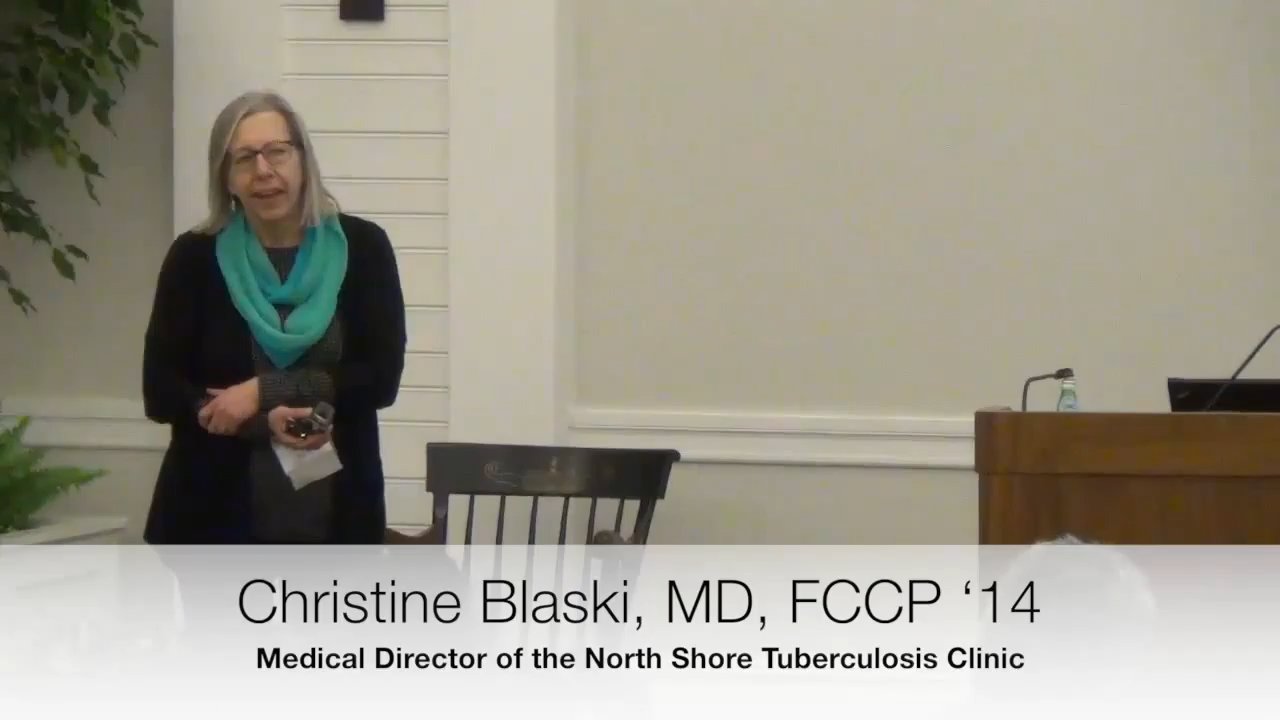 Christine Blaski, MD, FCCP ‘14
Medical Director of the North Shore Tuberculosis Clinic